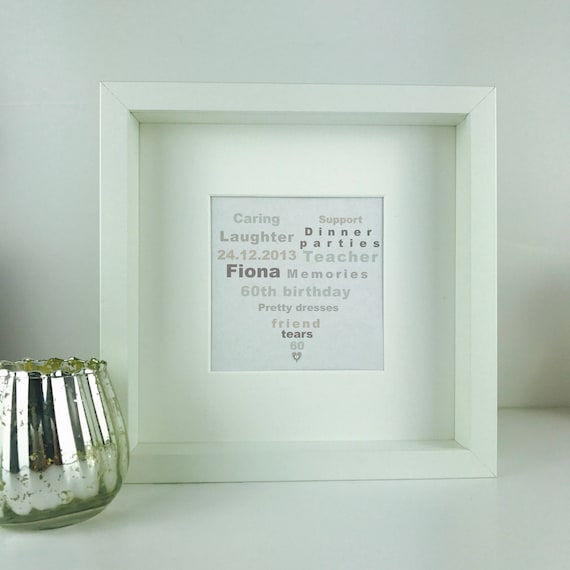 Caring Support
Laughter Dinner parties
24.12.2013 Teacher
Fiona Memories
60th birthday
Pretty dresses
friend
tears
60